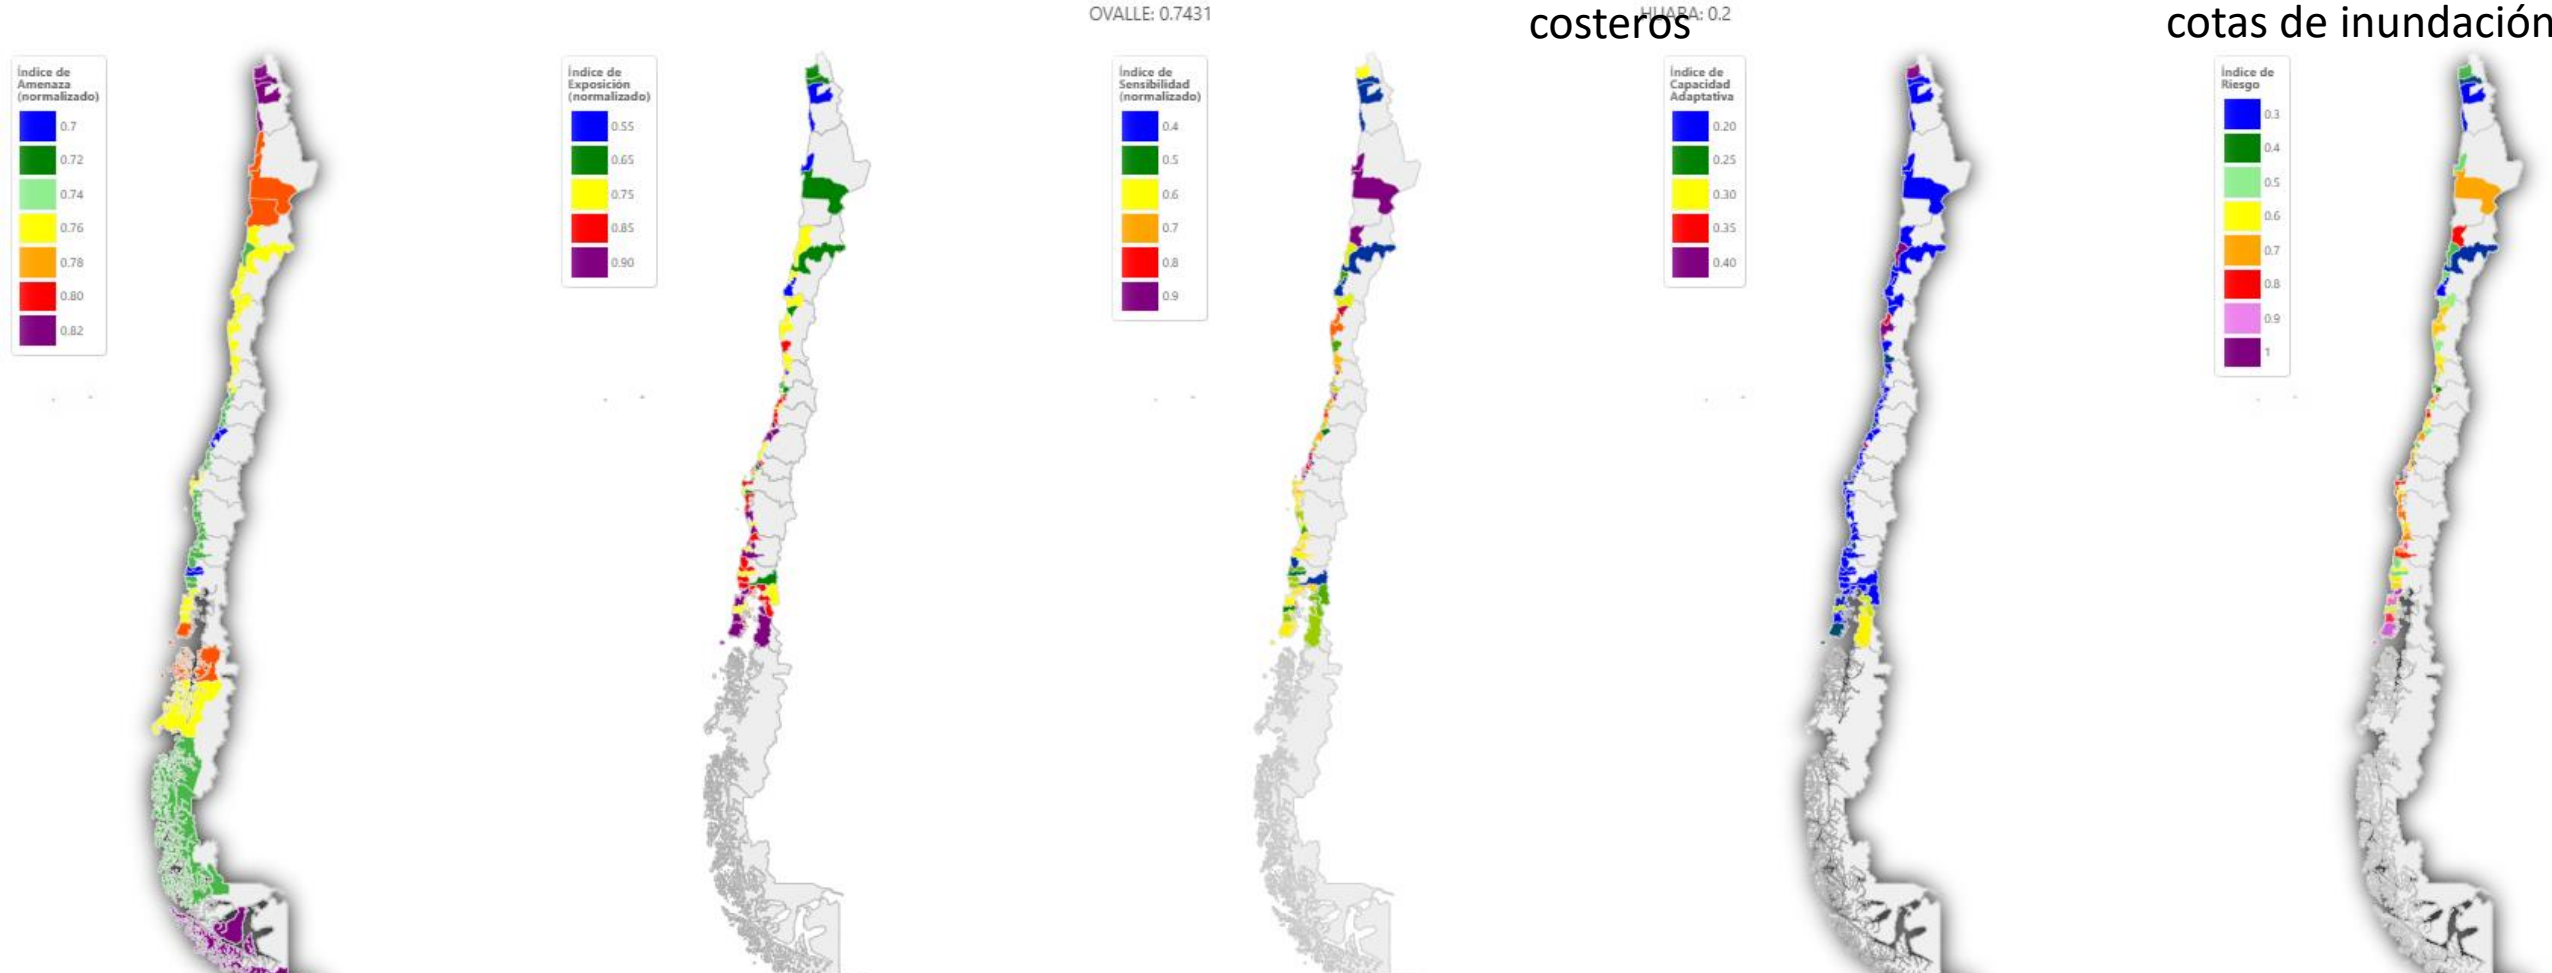 OVALLE: 0.7431
costeros
HUARA: 0.2
cotas de inundación
Índice de
Amenaza
(normalizado)
0.7
0.72
0.74
0.76
0.78
0.80
0.82
Índice de
Exposición
(normalizado)
0.55
0.65
0.75
0.85
0.90
Índice de
Sensibilidad
(normalizado)
0.4
0.5
0.6
0.7
0.8
0.9
Índice de
Capacidad
Adaptativa
0.20
0.25
0.30
0.35
0.40
Índice de
Riesgo
0.3
0.4
0.5
0.6
0.7
0.8
0.9
1